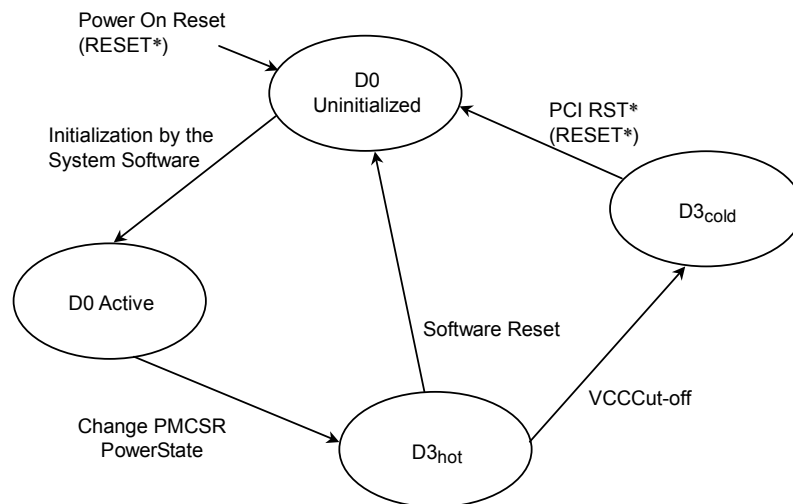 Power On Reset
(RESET*)
D0
Uninitialized
PCI RST*
(RESET*)
Initialization by the
System Software
D3cold
D0 Active
Software Reset
VCCCut-off
Change PMCSR
PowerState
D3hot